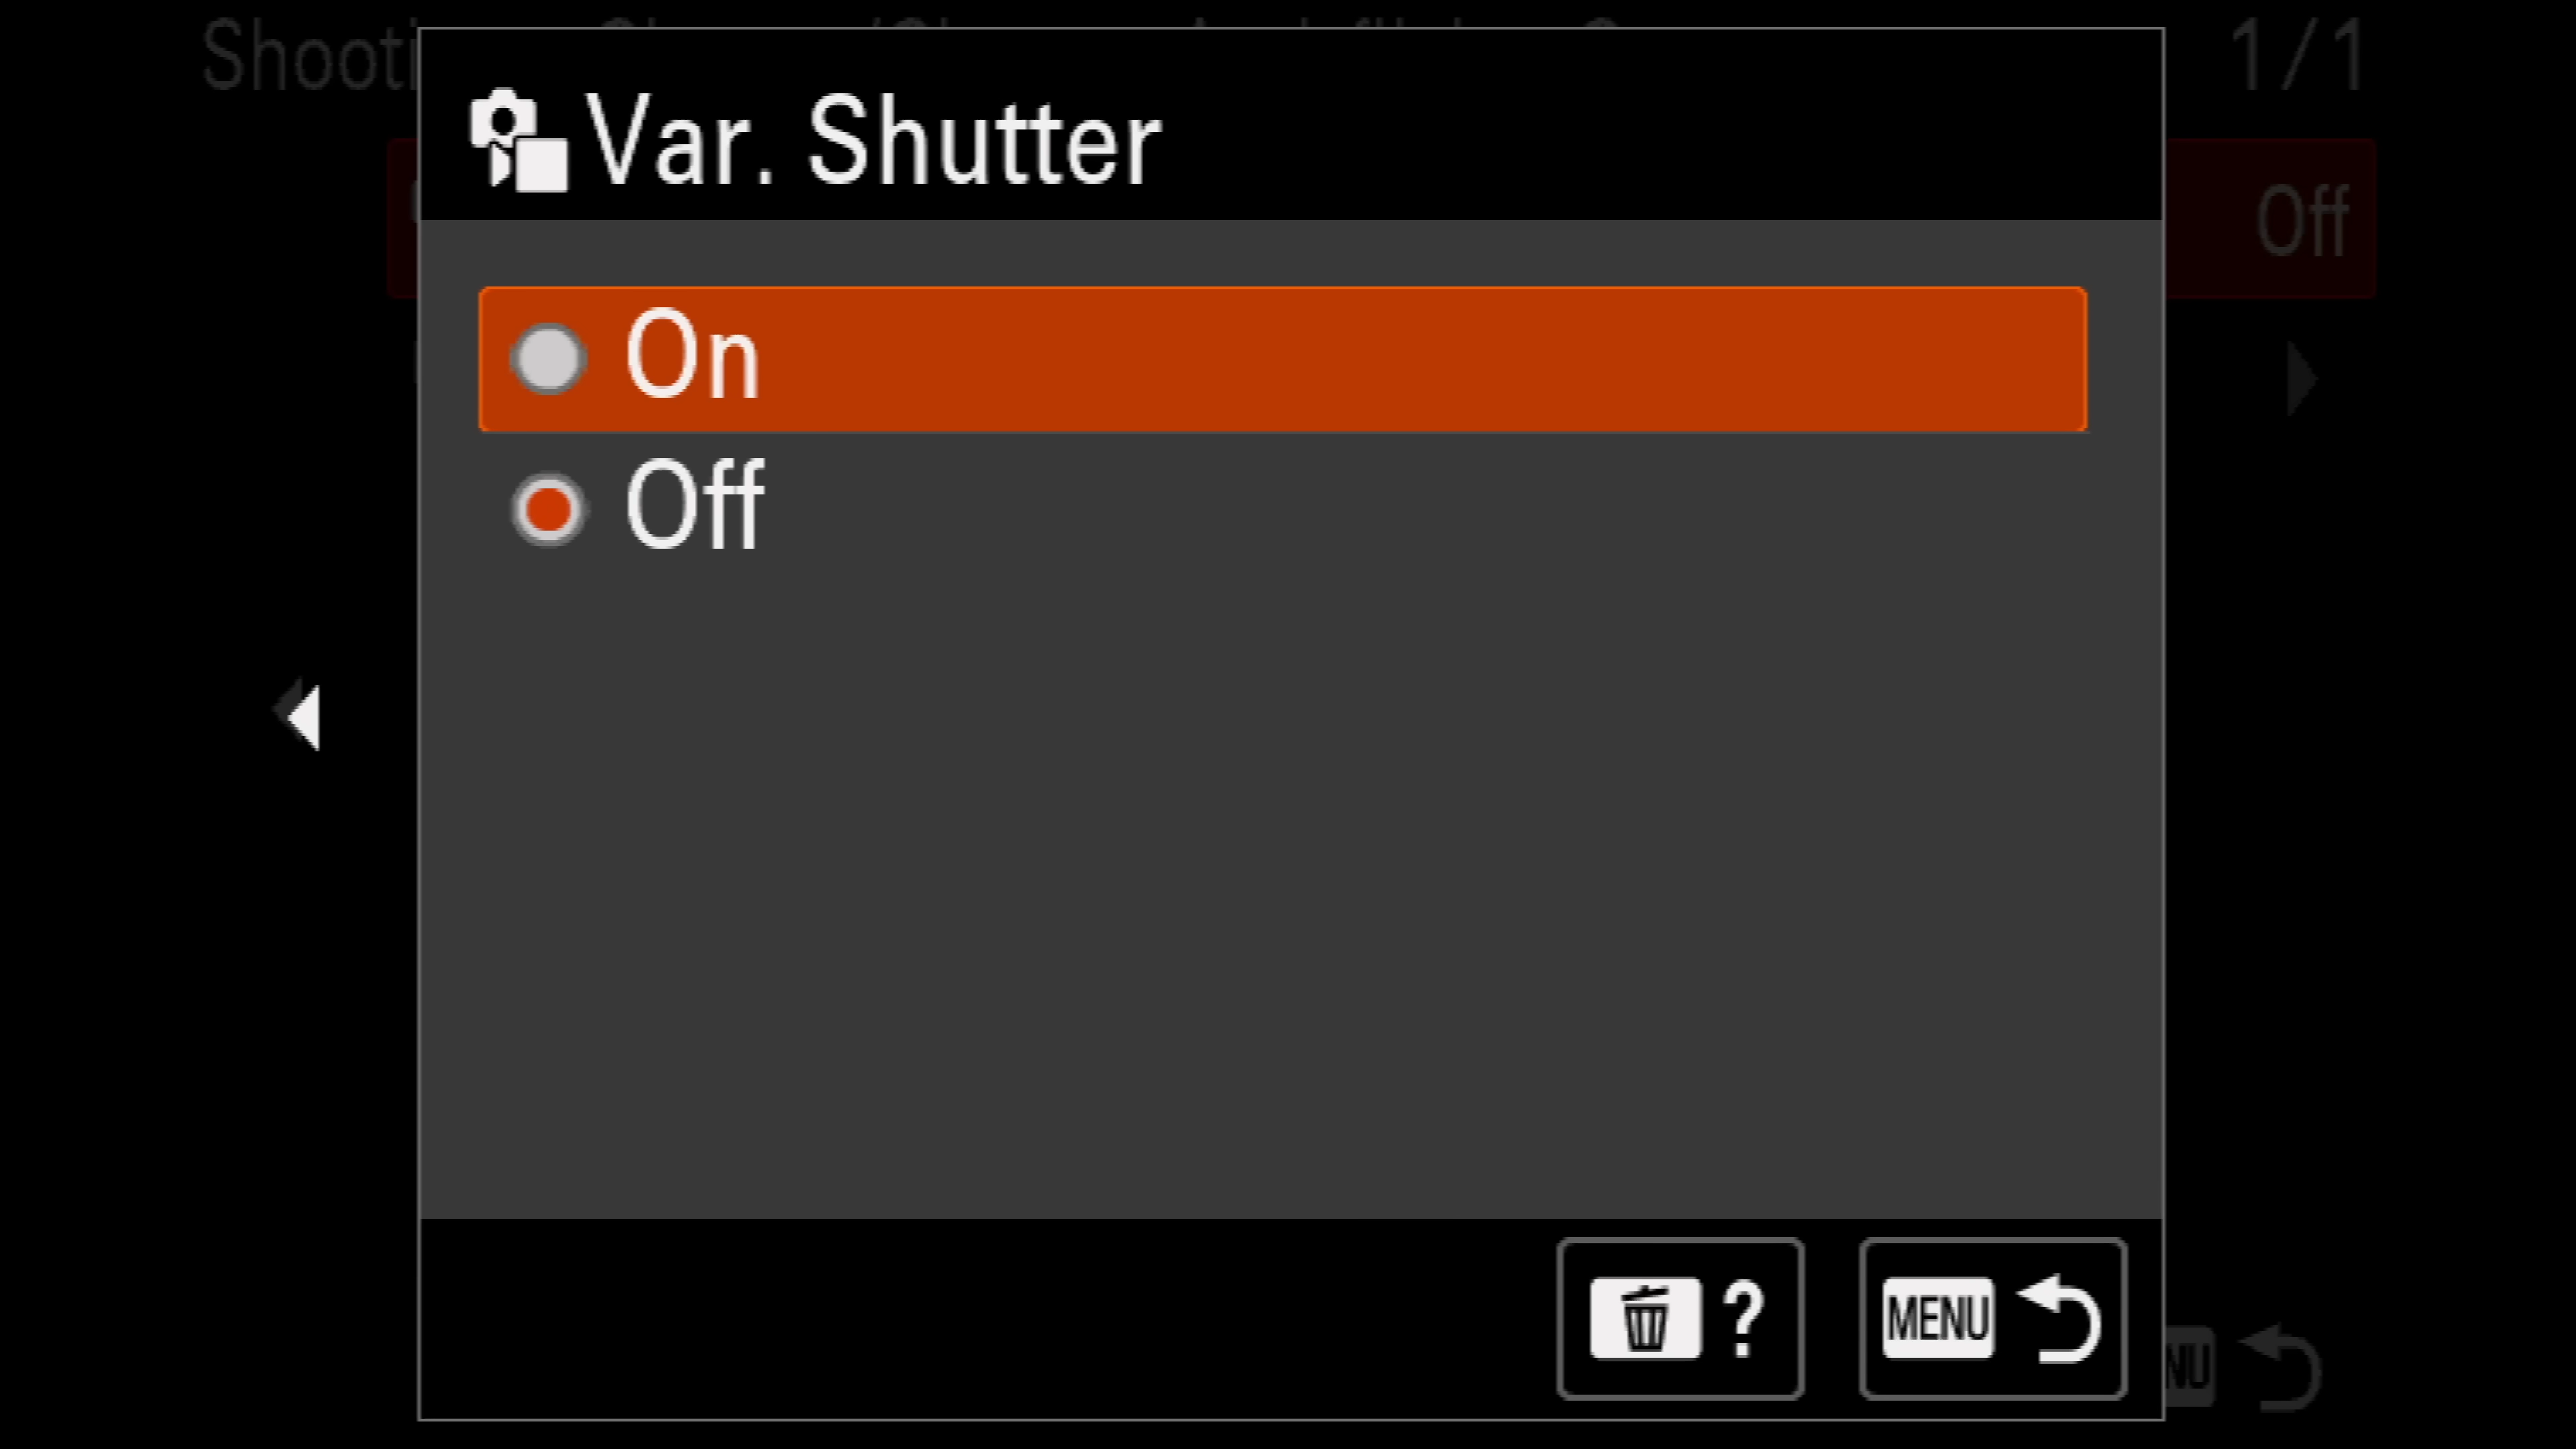 1/1
Var. Shutter
Off
On
Off
?
MENU